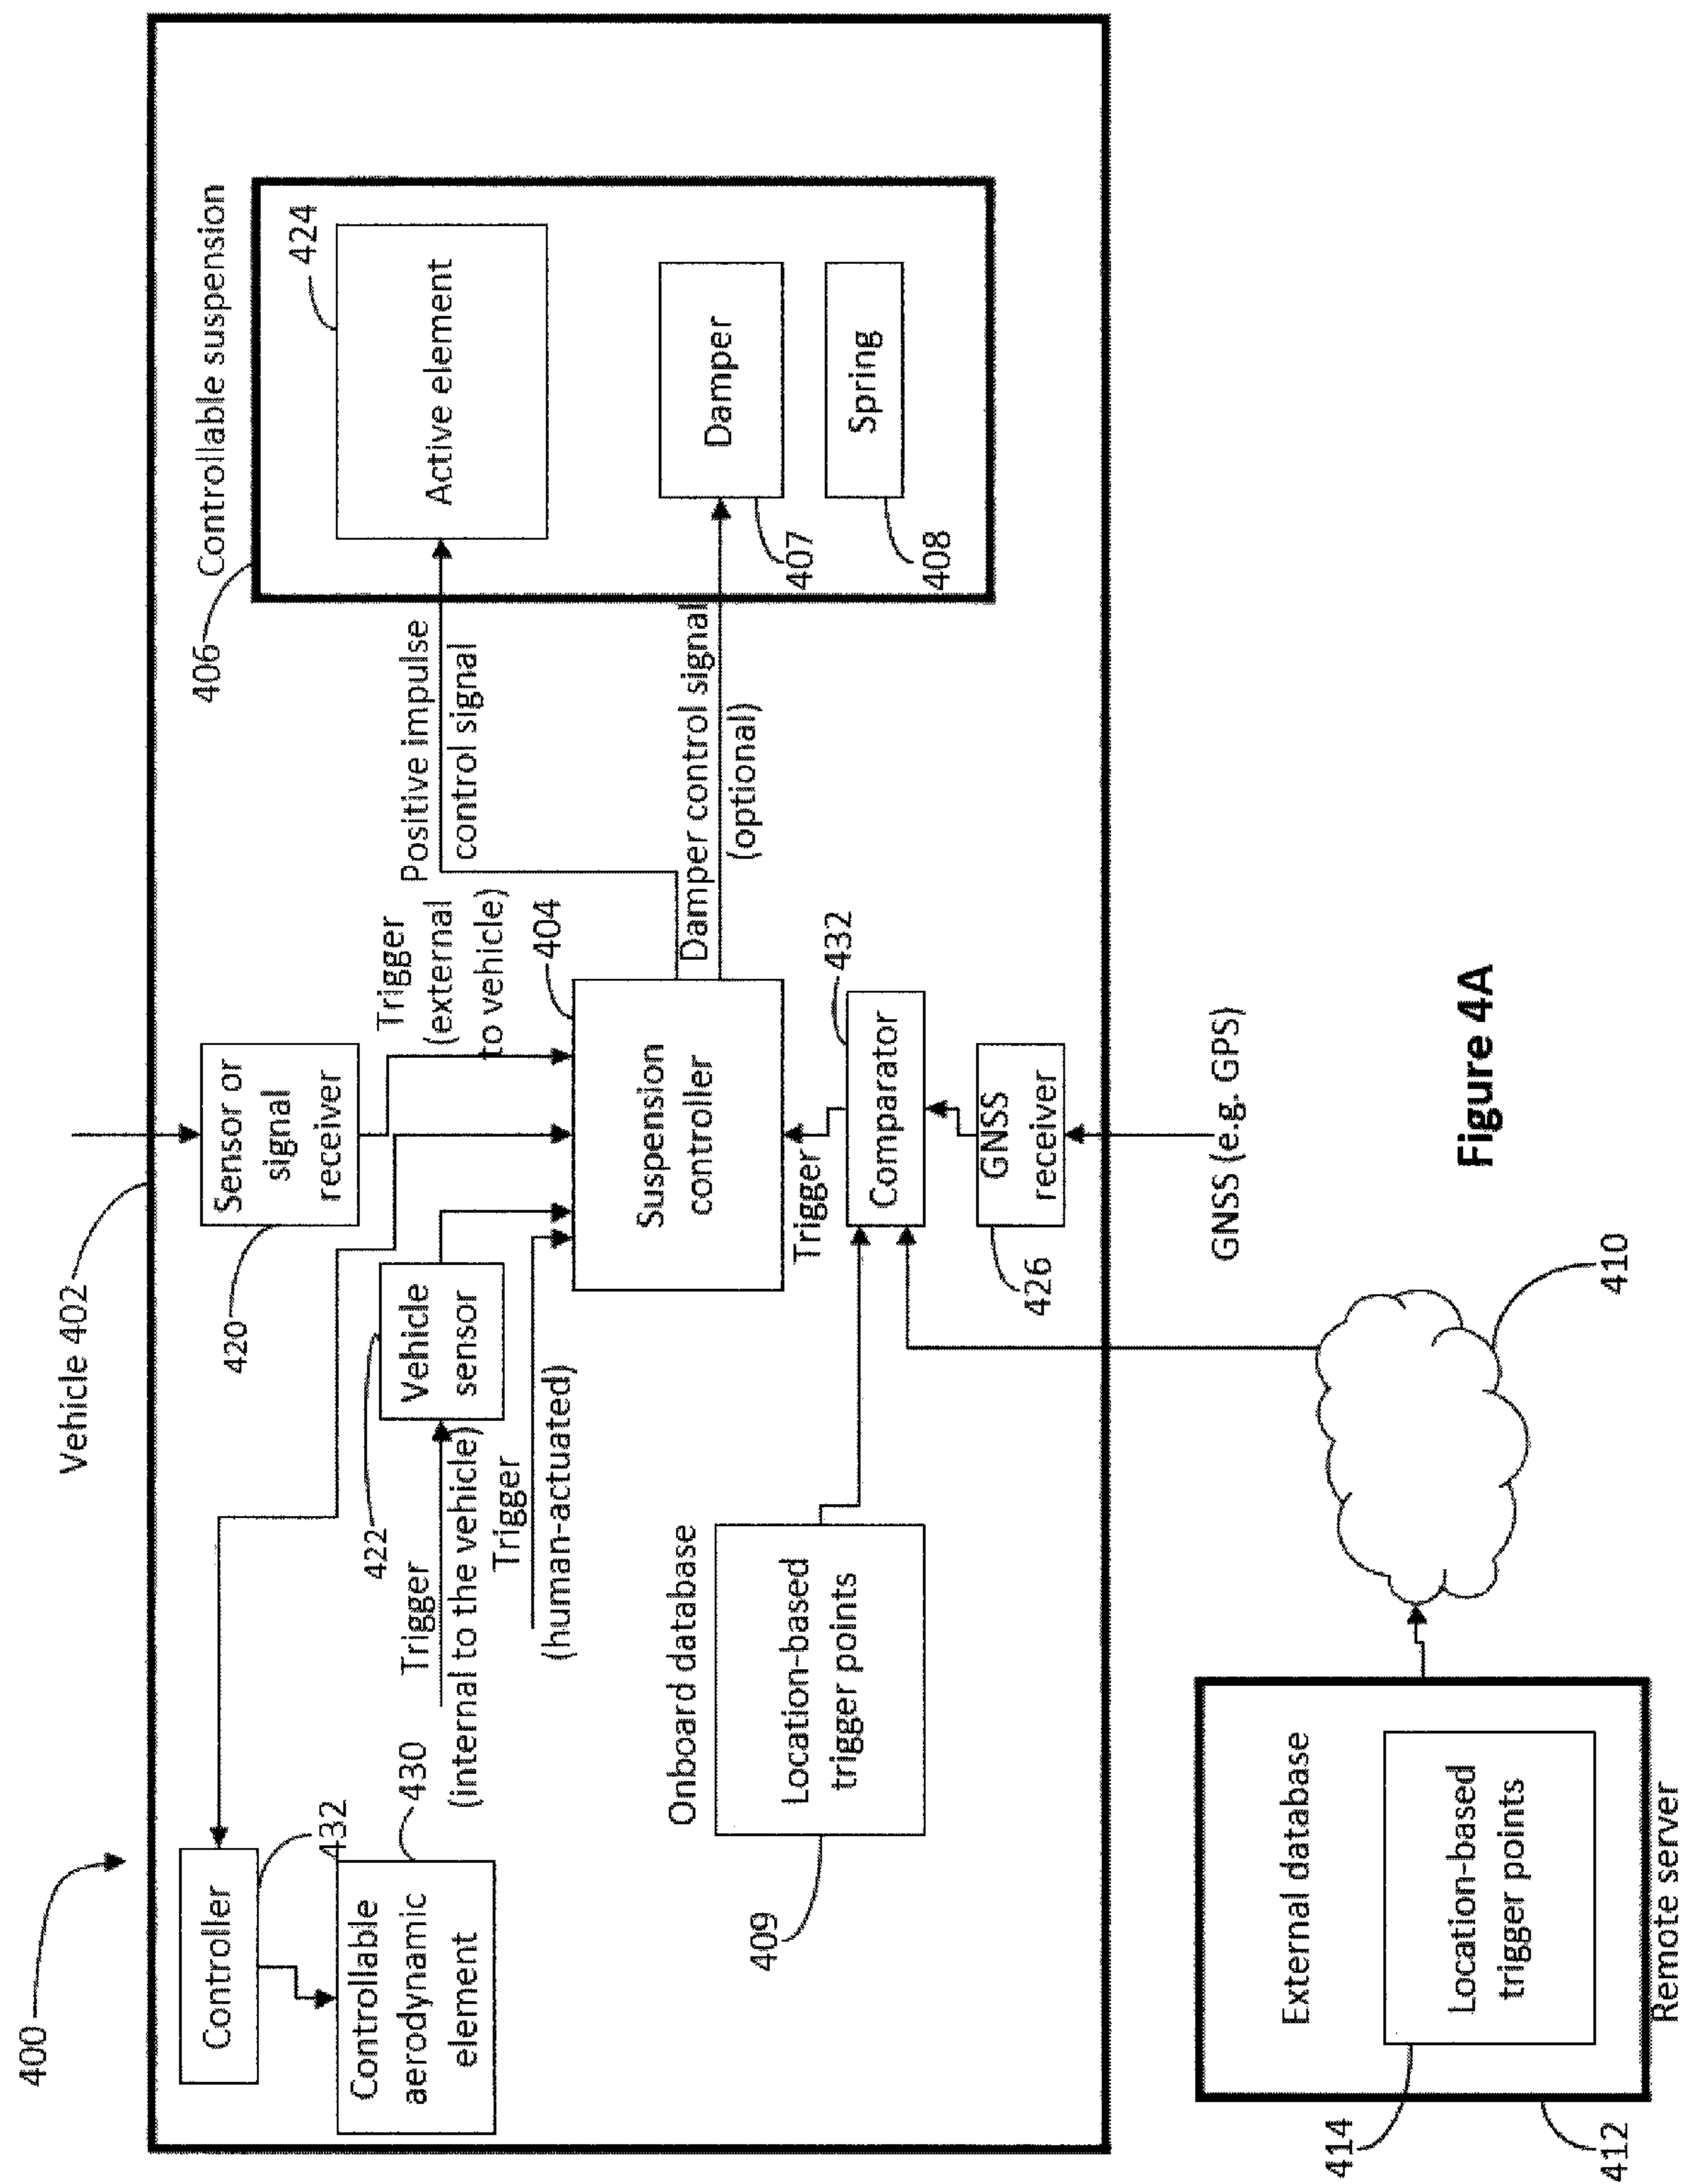 400
Vehicle 402
Controller
432
Controllable
aerodynamic
element
430
Sensor or
signal
receiver
420
Trigger
(external
to vehicle)
422
Vehicle
sensor
Trigger
(internal to the vehicle)
Trigger
(human-actuated)
404
Suspension
controller
Positive impulse
control signal
Damper control signal
(optional)
Controllable suspension
406
424
Active element
Damper
407
Spring
408
Onboard database
Location-based
trigger points
409
Trigger
Comparator
432
GNSS
receiver
426
GNSS (e.g. GPS)
410
External database
Location-based
trigger points
414
412
Remote server
Figure 4A